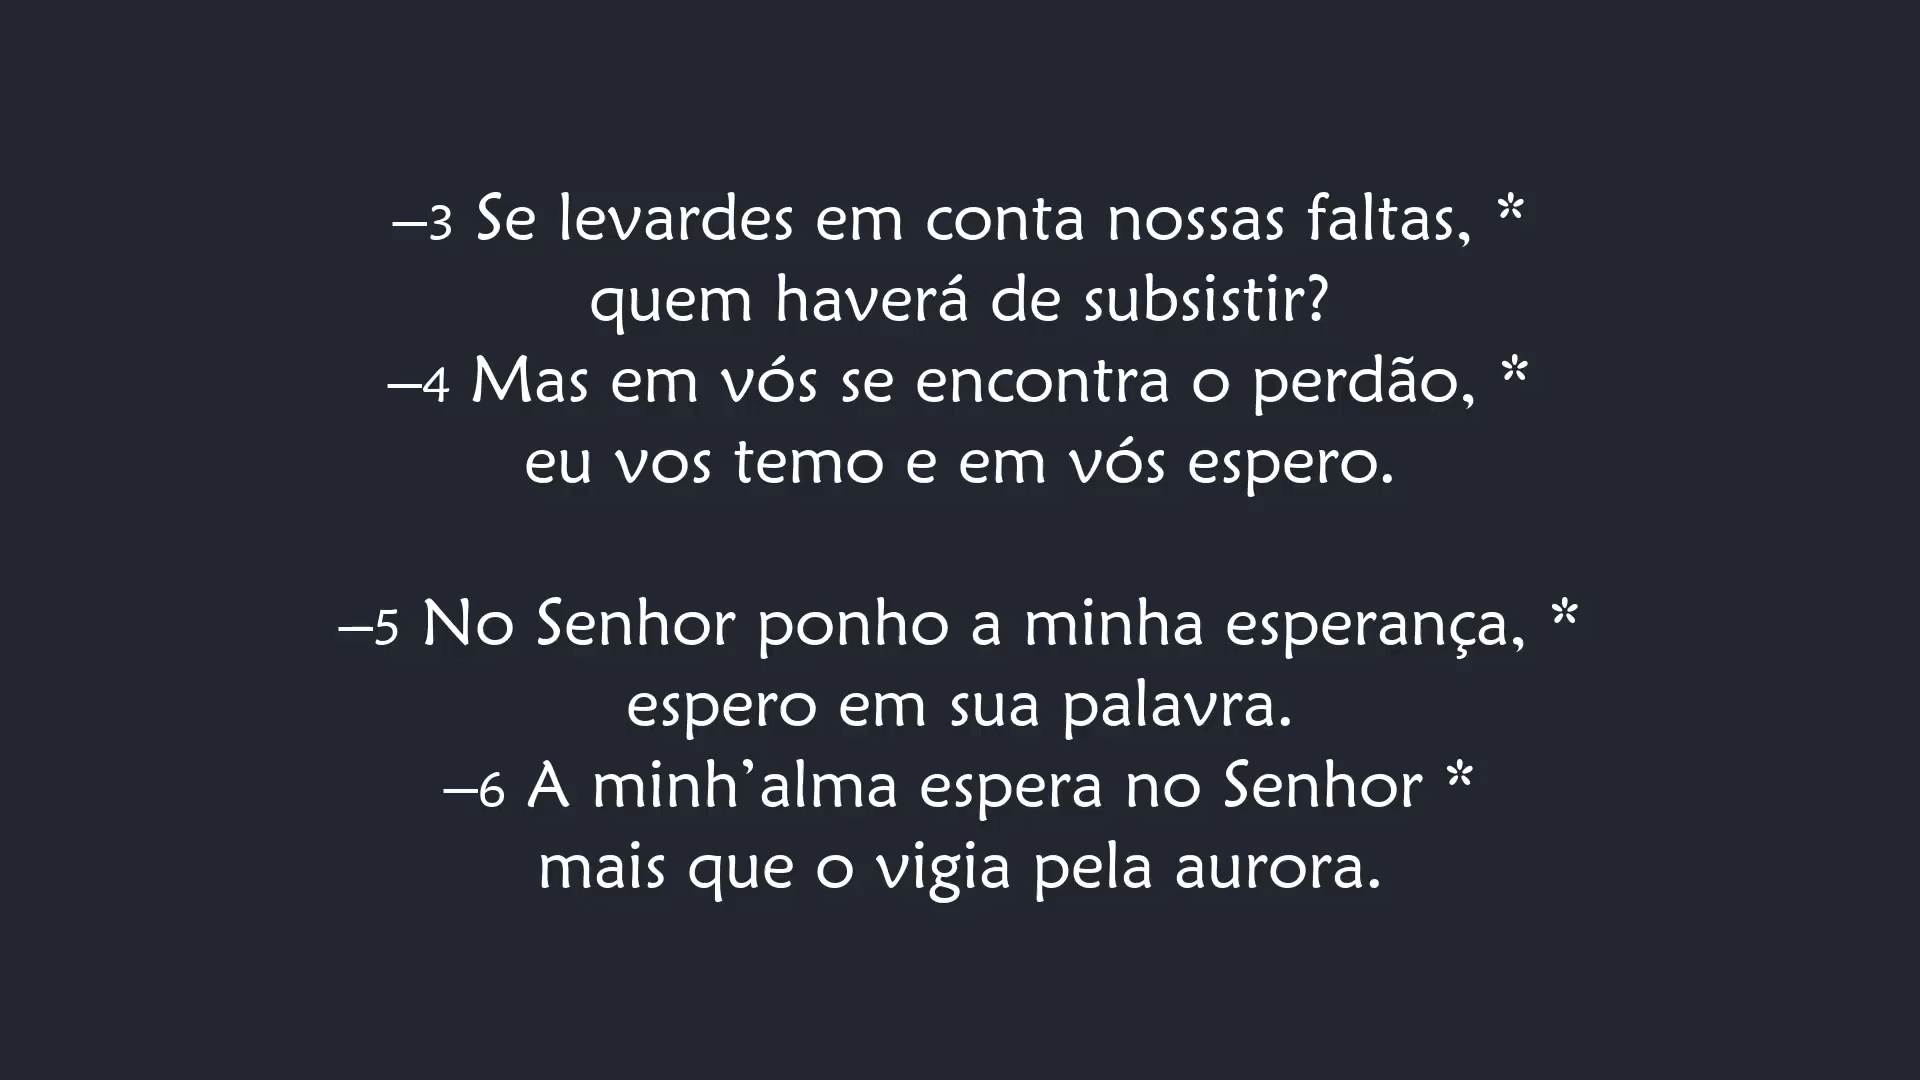 –3 Se levardes em conta nossas faltas, *
quem haverá de subsistir?
–4 Mas em vós se encontra o perdão, *
eu vos temo e em vós espero.
–5 No Senhor ponho a minha esperança, *
espero em sua palavra.
–6 A minh’alma espera no Senhor *
mais que o vigia pela aurora.